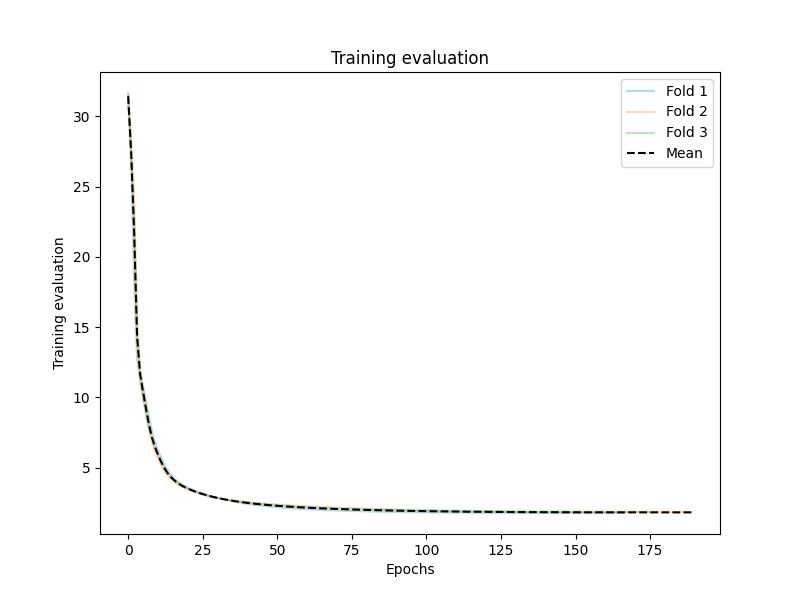 Training evaluation
Fold 1
Fold 2
Fold 3
Mean
Training evaluation
30
25
20
15
10
5
0 25 50 75 100 125 150 175
Epochs